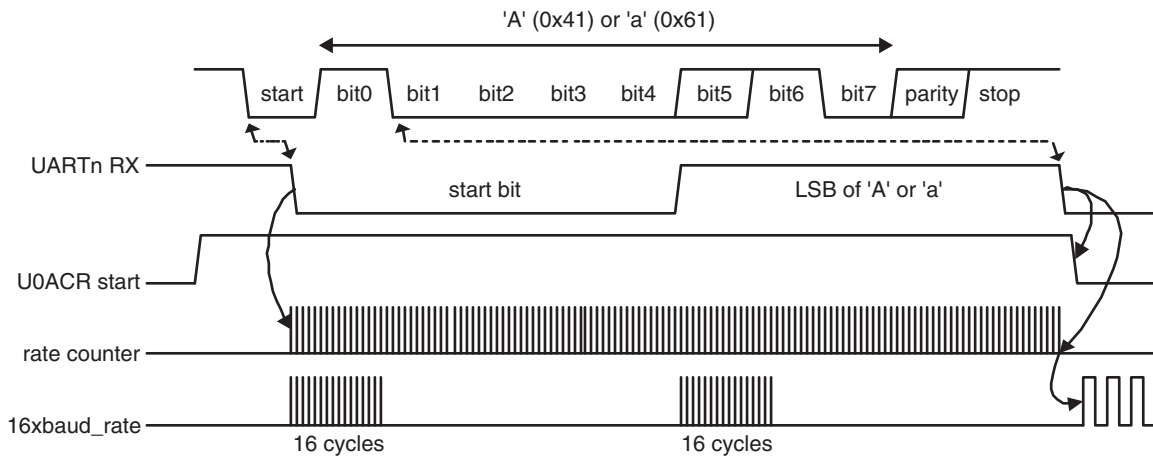 'A' (0x41) or 'a' (0x61)
start bit0 bit1 bit2 bit3 bit4 bit5 bit6 bit7 parity stop
UARTn RX
start bit LSB of 'A' or 'a'
U0ACR start
rate counter
16xbaud_rate
16 cycles 16 cycles